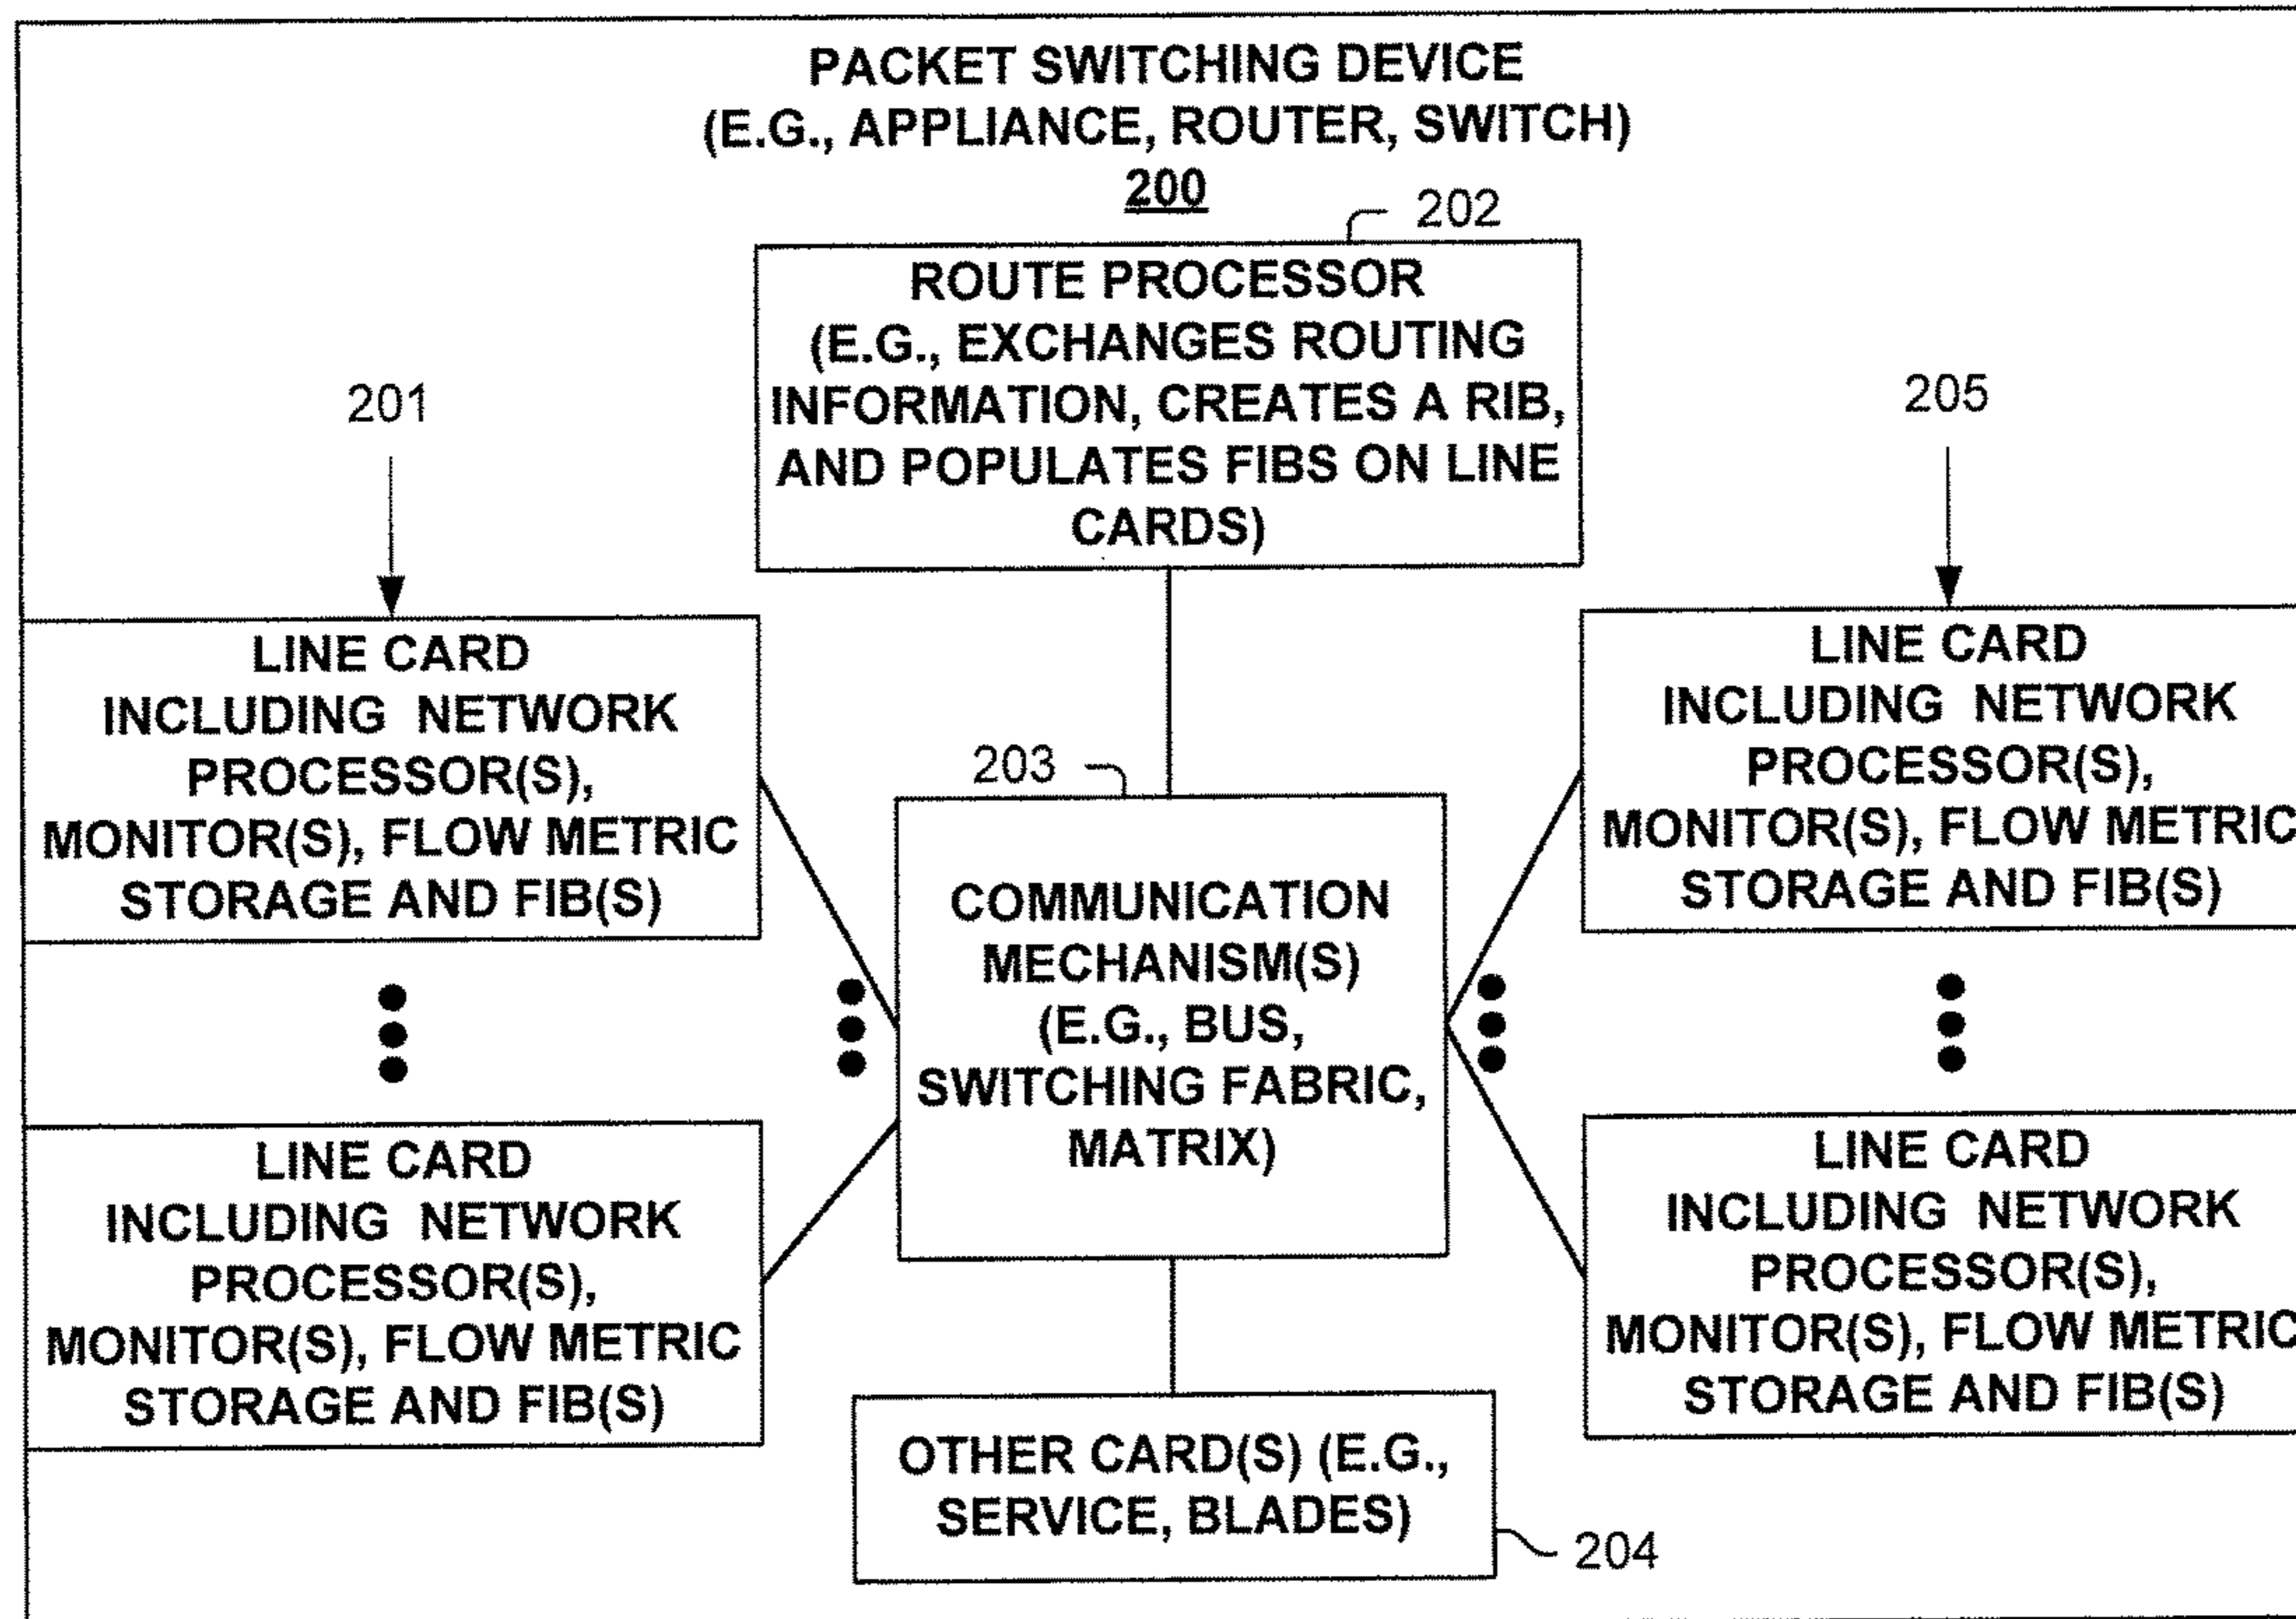 PACKET SWITCHING DEVICE
(E.G., APPLIANCE, ROUTER, SWITCH)
200
202
ROUTE PROCESSOR
(E.G., EXCHANGES ROUTING
INFORMATION, CREATES A RIB,
AND POPULATES FIBS ON LINE
CARDS)
201
205
LINE CARD
INCLUDING NETWORK
PROCESSOR(S),
MONITOR(S), FLOW METRIC
STORAGE AND FIB(S)
LINE CARD
INCLUDING NETWORK
PROCESSOR(S),
MONITOR(S), FLOW METRIC
STORAGE AND FIB(S)
203
COMMUNICATION
MECHANISM(S)
(E.G., BUS,
SWITCHING FABRIC,
MATRIX)
LINE CARD
INCLUDING NETWORK
PROCESSOR(S),
MONITOR(S), FLOW METRIC
STORAGE AND FIB(S)
LINE CARD
INCLUDING NETWORK
PROCESSOR(S),
MONITOR(S), FLOW METRIC
STORAGE AND FIB(S)
OTHER CARD(S) (E.G.,
SERVICE, BLADES)
204